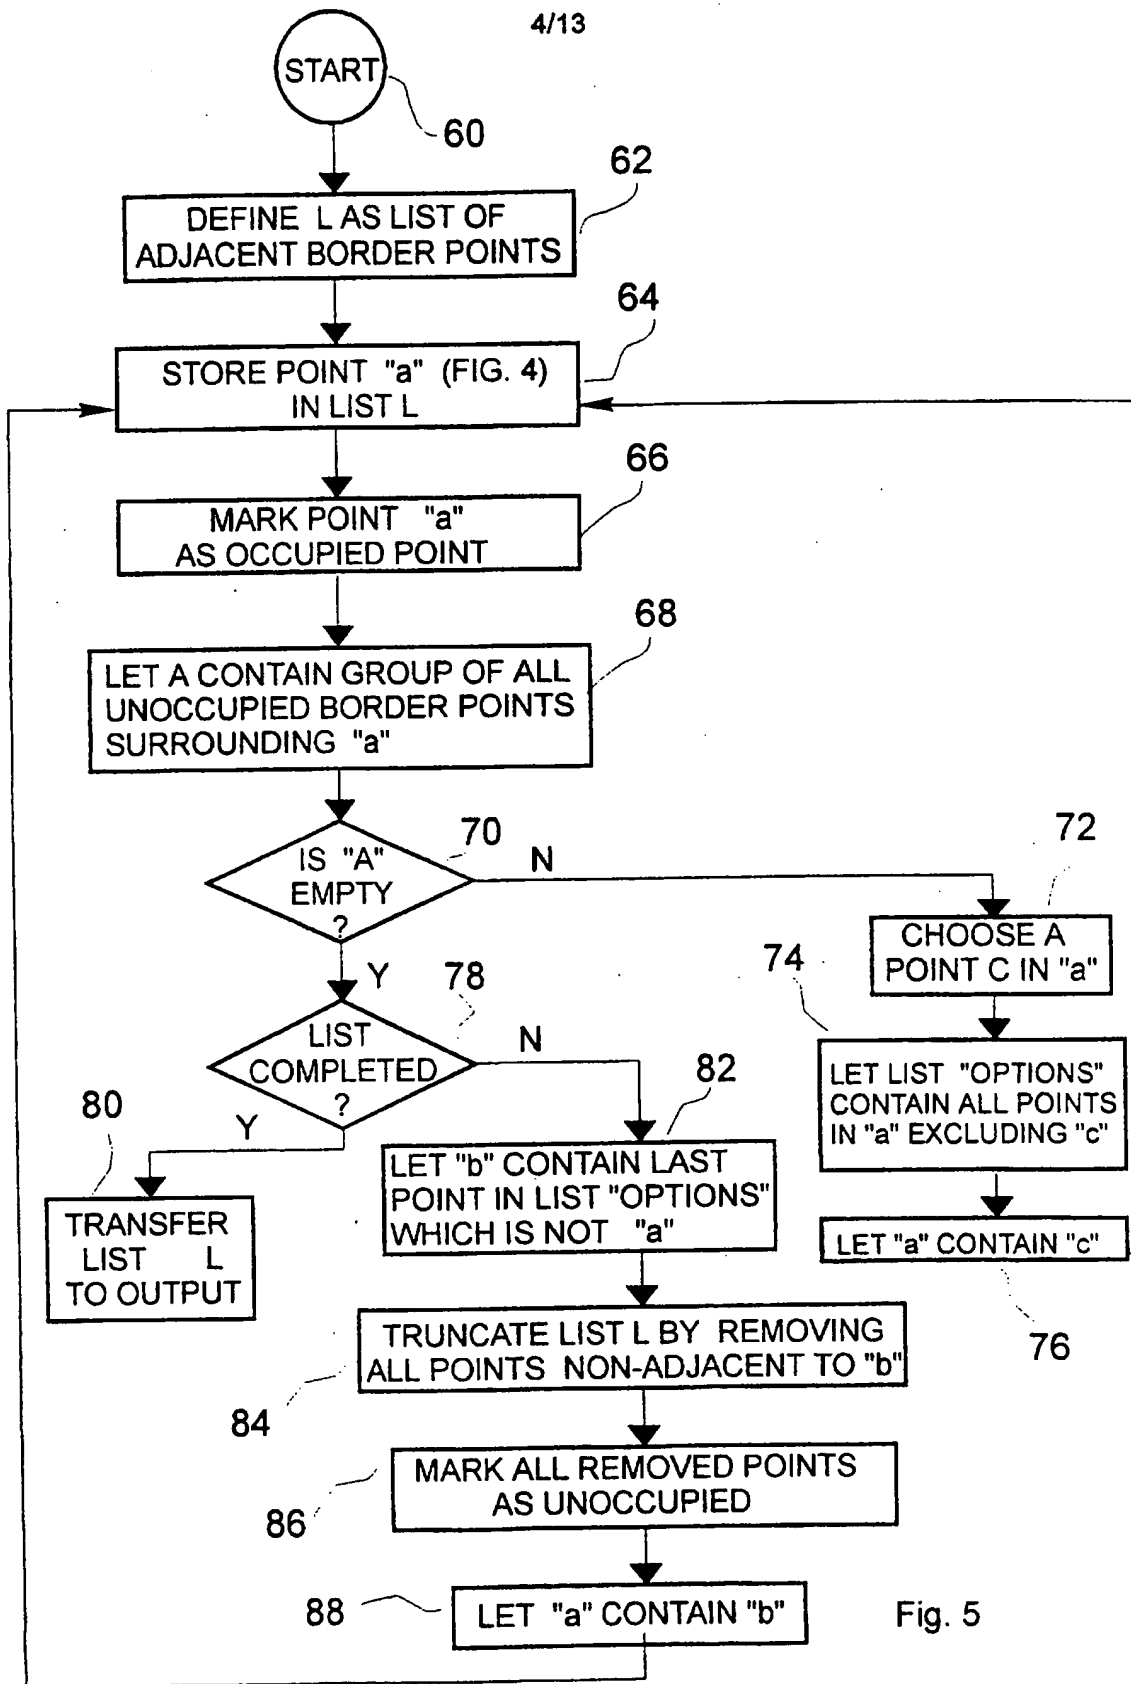 4/13
START
60
62
DEFINE L AS LIST OF
ADJACENT BORDER POINTS
64
STORE POINT "a" (FIG. 4)
IN LIST L
66
MARK POINT "a"
AS OCCUPIED POINT
68
LET A CONTAIN GROUP OF ALL
UNOCCUPIED BORDER POINTS
SURROUNDING "a"
70
IS "A"
EMPTY
?
N
Y
72
CHOOSE A
POINT C IN "a"
74
LET LIST "OPTIONS"
CONTAIN ALL POINTS
IN "a" EXCLUDING "c"
LET "a" CONTAIN "c"
76
78
LIST
COMPLETED
?
N
Y
80
TRANSFER
LIST L
TO OUTPUT
82
LET "b" CONTAIN LAST
POINT IN LIST "OPTIONS"
WHICH IS NOT "a"
TRUNCATE LIST L BY REMOVING
ALL POINTS NON-ADJACENT TO "b"
84
MARK ALL REMOVED POINTS
AS UNOCCUPIED
86
88
LET "a" CONTAIN "b"
Fig. 5